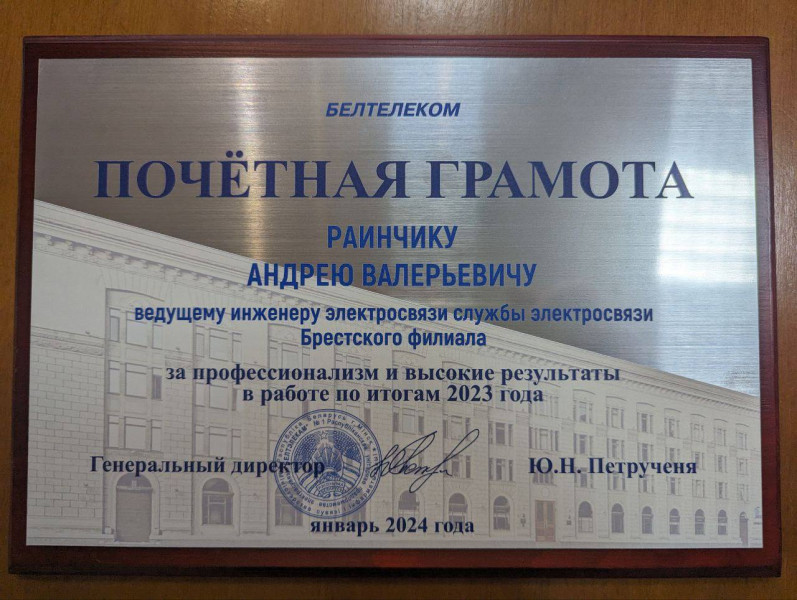 БЕЛТЕЛЕКОМ
ПОЧЁТНАЯ ГРАМОТА
РАИНЧИКУ
АНДРЕЮ ВАЛЕРЬЕВИЧУ
ведущему инженеру электросвязи службы электросвязи
Брестского филиала
за профессионализм и высокие результаты
в работе по итогам 2023 года
Генеральный директор Ю.Н. Петрученя
январь 2024 года